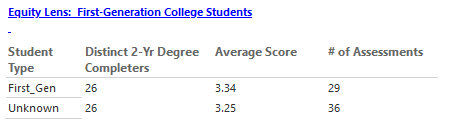 Equity Lens:  First-Generation College Students
Student Type Distinct 2-Yr Degree Completers Average Score # of Assessments
First_Gen 26 3.34 29
Unknown 26 3.25 36